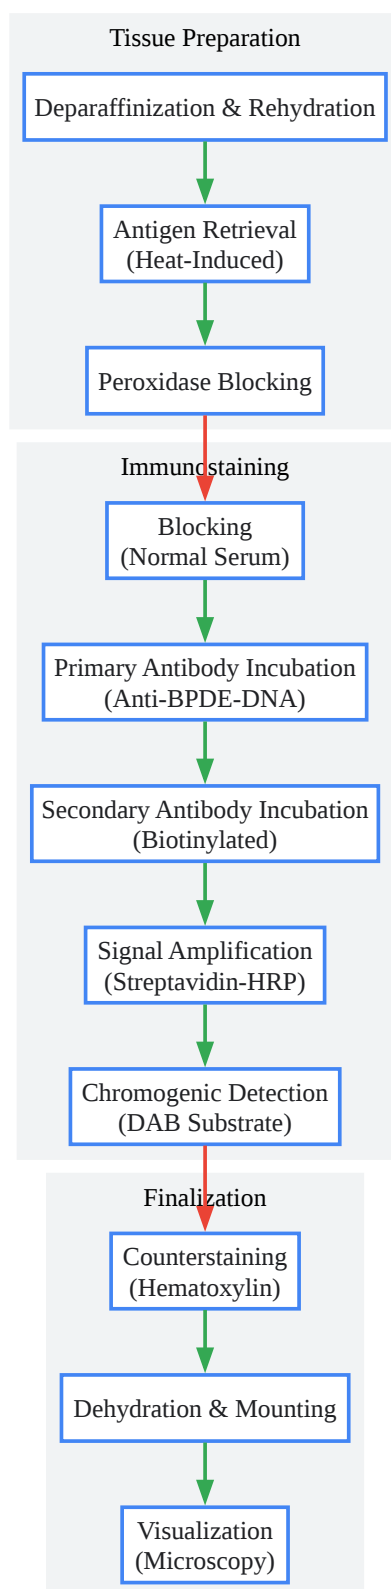 Tissue Preparation
Deparaffinization & Rehydration
Antigen Retrieval
(Heat-Induced)
Peroxidase Blocking
Immunostaining
Blocking
(Normal Serum)
Primary Antibody Incubation
(Anti-BPDE-DNA)
Secondary Antibody Incubation
(Biotinylated)
Signal Amplification
(Streptavidin-HRP)
Chromogenic Detection
(DAB Substrate)
Finalization
Counterstaining
(Hematoxylin)
Dehydration & Mounting
Visualization
(Microscopy)